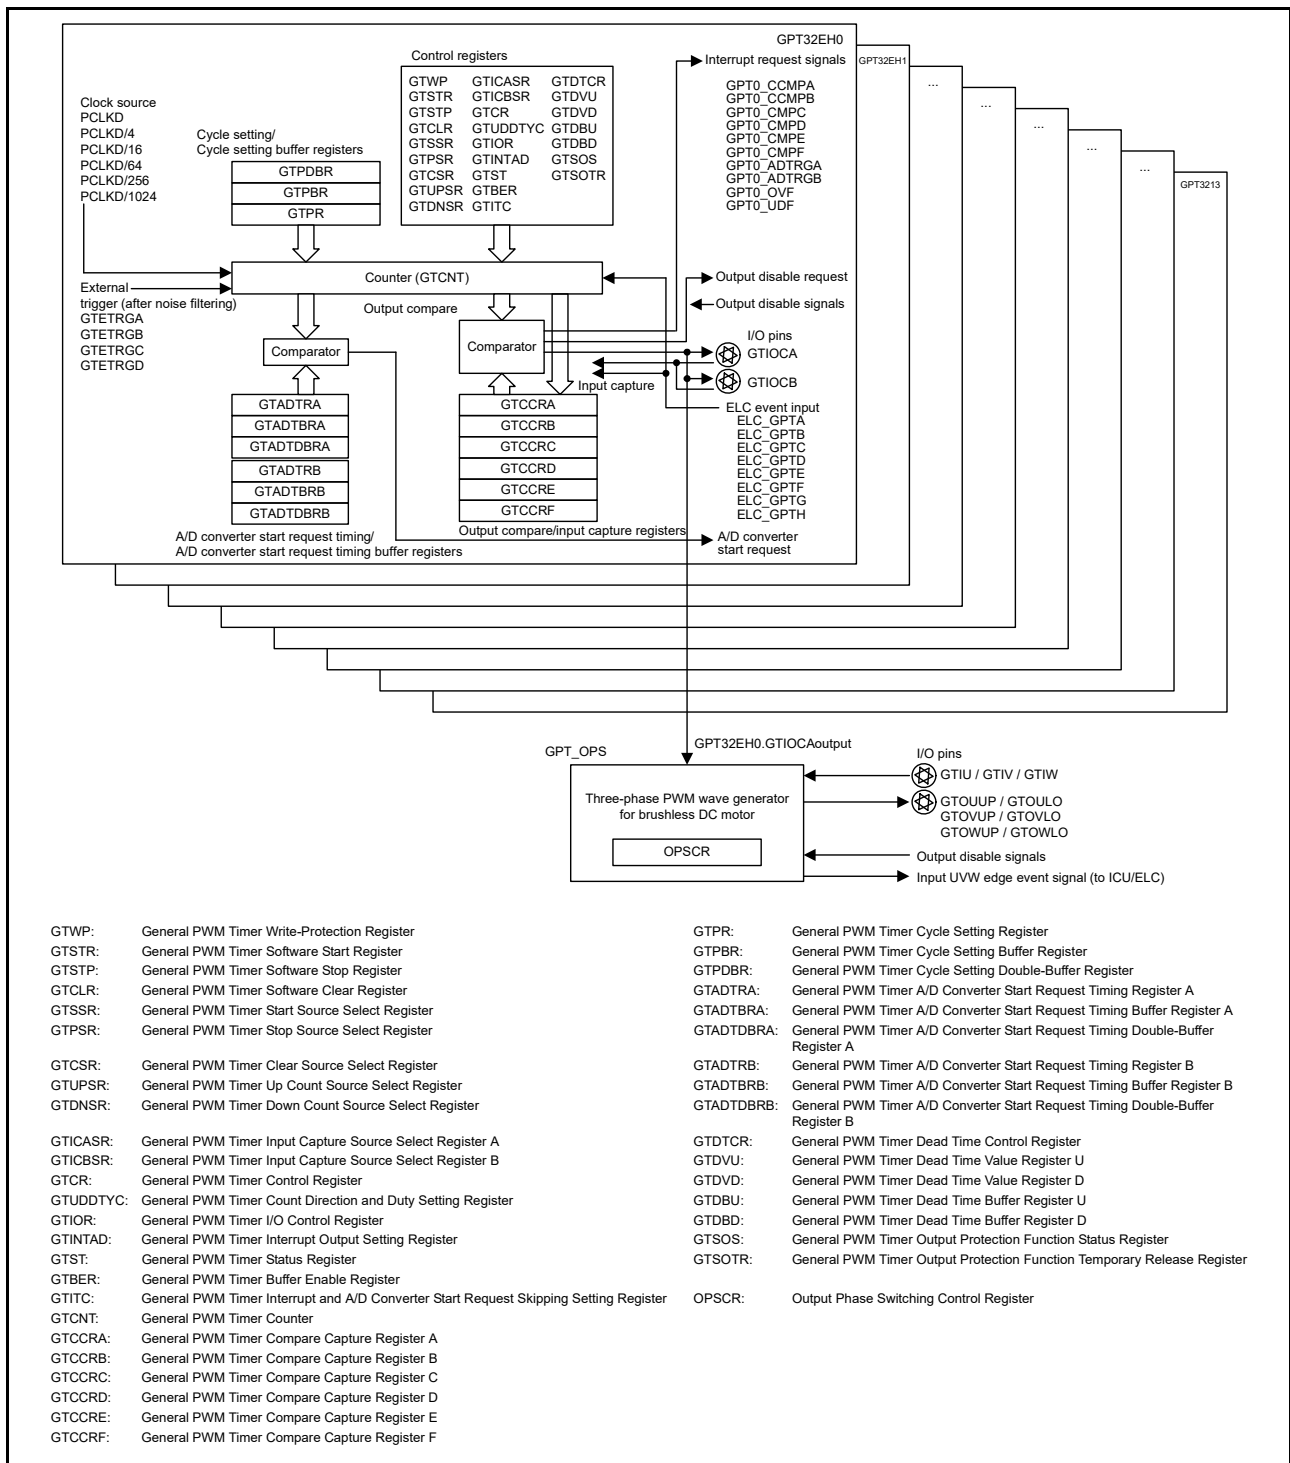 GPT32EH0
GPT32EH1
...
...
...
...
...
GPT3213
Control registers
GTWP GTICASR GTDTCR
GTSTR GTICBSR GTDVU
GTSTP GTCR GTDVD
GTCLR GTUDDTYC GTDBU
GTSSR GTIOR GTDBD
GTPSR GTINTAD GTSOS
GTCSR GTST GTSOTR
GTUPSR GTBER
GTDNSR GTITC
Interrupt request signals
GPT0_CCMPA
GPT0_CCMPB
GPT0_CMPC
GPT0_CMPD
GPT0_CMPE
GPT0_CMPF
GPT0_ADTRGA
GPT0_ADTRGB
GPT0_OVF
GPT0_UDF
Clock source
PCLKD
PCLKD/4
PCLKD/16
PCLKD/64
PCLKD/256
PCLKD/1024
Cycle setting/
Cycle setting buffer registers
GTPDBR
GTPBR
GTPR
Counter (GTCNT)
External
trigger (after noise filtering)
GTETRGA
GTETRGB
GTETRGC
GTETRGD
Output compare
Comparator
Comparator
Output disable request
Output disable signals
I/O pins
GTIOCA
GTIOCB
Input capture
ELC event input
ELC_GPTA
ELC_GPTB
ELC_GPTC
ELC_GPTD
ELC_GPTE
ELC_GPTF
ELC_GPTG
ELC_GPTH
GTADTRA
GTADTBRA
GTADTDBRA
GTADTRB
GTADTBRB
GTADTDBRB
GTCCRA
GTCCRB
GTCCRC
GTCCRD
GTCCRE
GTCCRF
Output compare/input capture registers
A/D converter start request timing/
A/D converter start request timing buffer registers
A/D converter
start request
GPT32EH0.GTIOCAoutput
GPT_OPS
Three-phase PWM wave generator
for brushless DC motor
OPSCR
I/O pins
GTIU / GTIV / GTIW
GTOUUP / GTOULO
GTOVUP / GTOVLO
GTOWUP / GTOWLO
Output disable signals
Input UVW edge event signal (to ICU/ELC)
GTWP: General PWM Timer Write-Protection Register
GTSTR: General PWM Timer Software Start Register
GTSTP: General PWM Timer Software Stop Register
GTCLR: General PWM Timer Software Clear Register
GTSSR: General PWM Timer Start Source Select Register
GTPSR: General PWM Timer Stop Source Select Register
GTCSR: General PWM Timer Clear Source Select Register
GTUPSR: General PWM Timer Up Count Source Select Register
GTDNSR: General PWM Timer Down Count Source Select Register
GTICASR: General PWM Timer Input Capture Source Select Register A
GTICBSR: General PWM Timer Input Capture Source Select Register B
GTCR: General PWM Timer Control Register
GTUDDTYC: General PWM Timer Count Direction and Duty Setting Register
GTIOR: General PWM Timer I/O Control Register
GTINTAD: General PWM Timer Interrupt Output Setting Register
GTST: General PWM Timer Status Register
GTBER: General PWM Timer Buffer Enable Register
GTITC: General PWM Timer Interrupt and A/D Converter Start Request Skipping Setting Register
GTCNT: General PWM Timer Counter
GTCCRA: General PWM Timer Compare Capture Register A
GTCCRB: General PWM Timer Compare Capture Register B
GTCCRC: General PWM Timer Compare Capture Register C
GTCCRD: General PWM Timer Compare Capture Register D
GTCCRE: General PWM Timer Compare Capture Register E
GTCCRF: General PWM Timer Compare Capture Register F
GTPR: General PWM Timer Cycle Setting Register
GTPBR: General PWM Timer Cycle Setting Buffer Register
GTPDBR: General PWM Timer Cycle Setting Double-Buffer Register
GTADTRA: General PWM Timer A/D Converter Start Request Timing Register A
GTADTBRA: General PWM Timer A/D Converter Start Request Timing Buffer Register A
GTADTDBRA: General PWM Timer A/D Converter Start Request Timing Double-Buffer
Register A
GTADTRB: General PWM Timer A/D Converter Start Request Timing Register B
GTADTBRB: General PWM Timer A/D Converter Start Request Timing Buffer Register B
GTADTDBRB: General PWM Timer A/D Converter Start Request Timing Double-Buffer
Register B
GTDTCR: General PWM Timer Dead Time Control Register
GTDVU: General PWM Timer Dead Time Value Register U
GTDVD: General PWM Timer Dead Time Value Register D
GTDBU: General PWM Timer Dead Time Buffer Register U
GTDBD: General PWM Timer Dead Time Buffer Register D
GTSOS: General PWM Timer Output Protection Function Status Register
GTSOTR: General PWM Timer Output Protection Function Temporary Release Register
OPSCR: Output Phase Switching Control Register